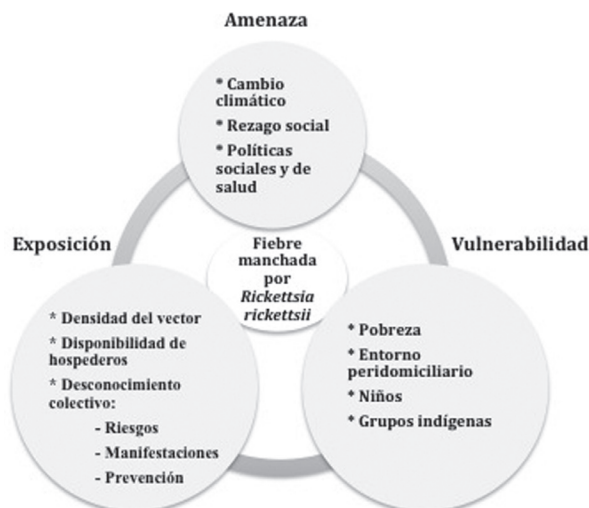 Amenaza
* Cambio
climático
* Rezago social
* Políticas
sociales y de
salud
Exposición
Fiebre
manchada
por
Rickettsia
rickettsii
Vulnerabilidad
* Densidad del vector
* Disponibilidad de
hospederos
* Desconocimiento
colectivo:
- Riesgos
- Manifestaciones
- Prevención
* Pobreza
* Entorno
peridomiciliario
* Niños
* Grupos indígenas